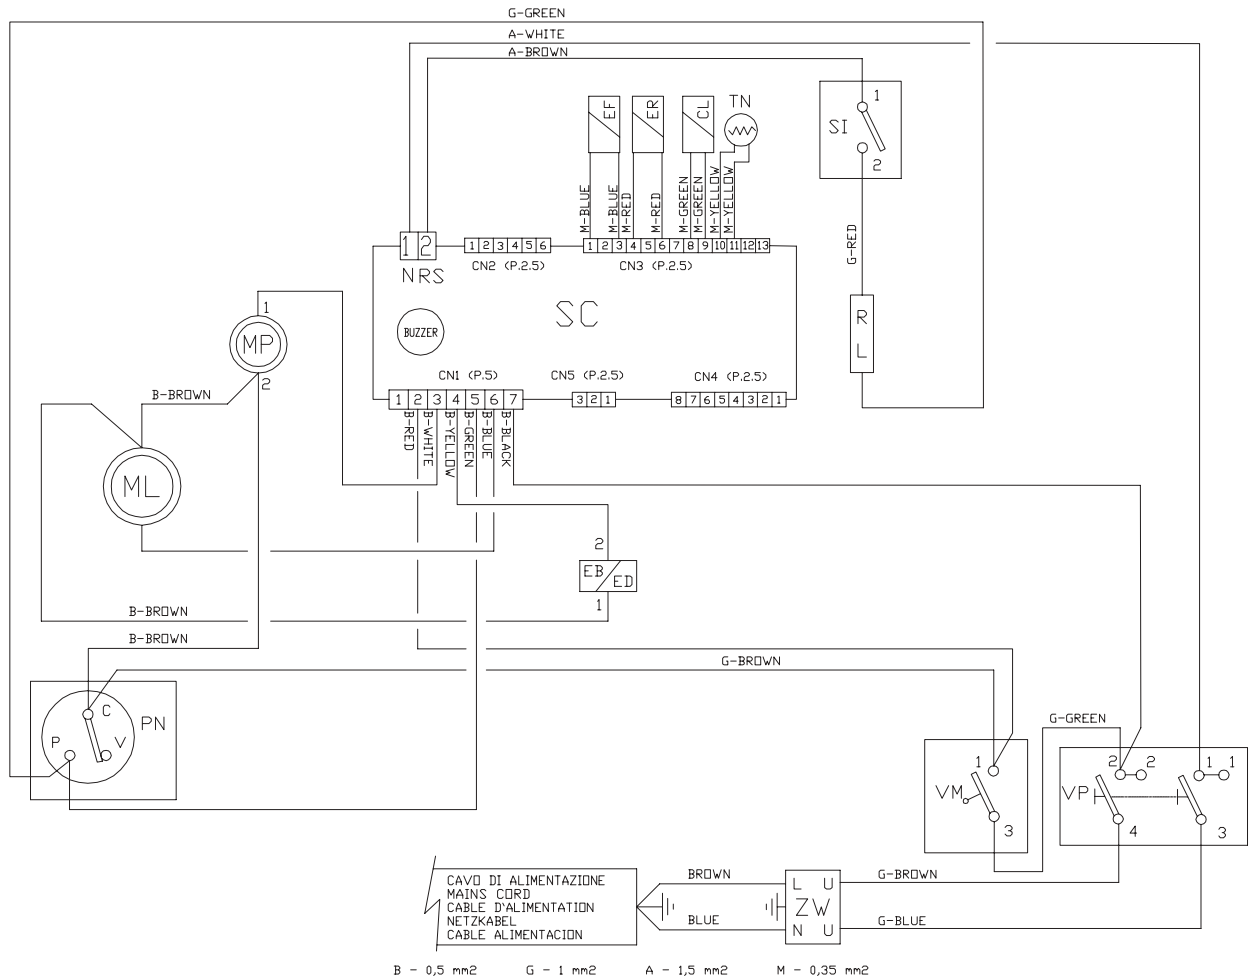 G-GREEN
A-WHITE
A-BROWN
EF
ER
CL
TN
1
SI
2
M-BLUE
M-BLUE
M-RED
M-RED
M-GREEN
M-GREEN
M-YELLOW
M-YELLOW
G-RED
1 2
1 2 3 4 5 6
1 2 3 4 5 6 7 8 9 10 11 12 13
NRS
CN2 (P.2.5)
CN3 (P.2.5)
SC
BUZZER
R
L
1
MP
2
CN1 (P.5)
CN5 (P.2.5)
CN4 (P.2.5)
1 2 3 4 5 6 7
3 2 1
8 7 6 5 4 3 2 1
B-BROWN
B-RED
B-WHITE
B-YELLOW
B-GREEN
B-BLUE
B-BLACK
ML
2
EB
ED
1
B-BROWN
B-BROWN
G-BROWN
C
PN
P
V
G-GREEN
1
VM
3
2 2
1 1
VP
4
3
CAVO DI ALIMENTAZIONE
MAINS CORD
CABLE D'ALIMENTATION
NETZKABEL
CABLE ALIMENTACION
BROWN
BLUE
L U
ZW
N U
G-BROWN
G-BLUE
B - 0,5 mm2 G - 1 mm2 A - 1,5 mm2 M - 0,35 mm2